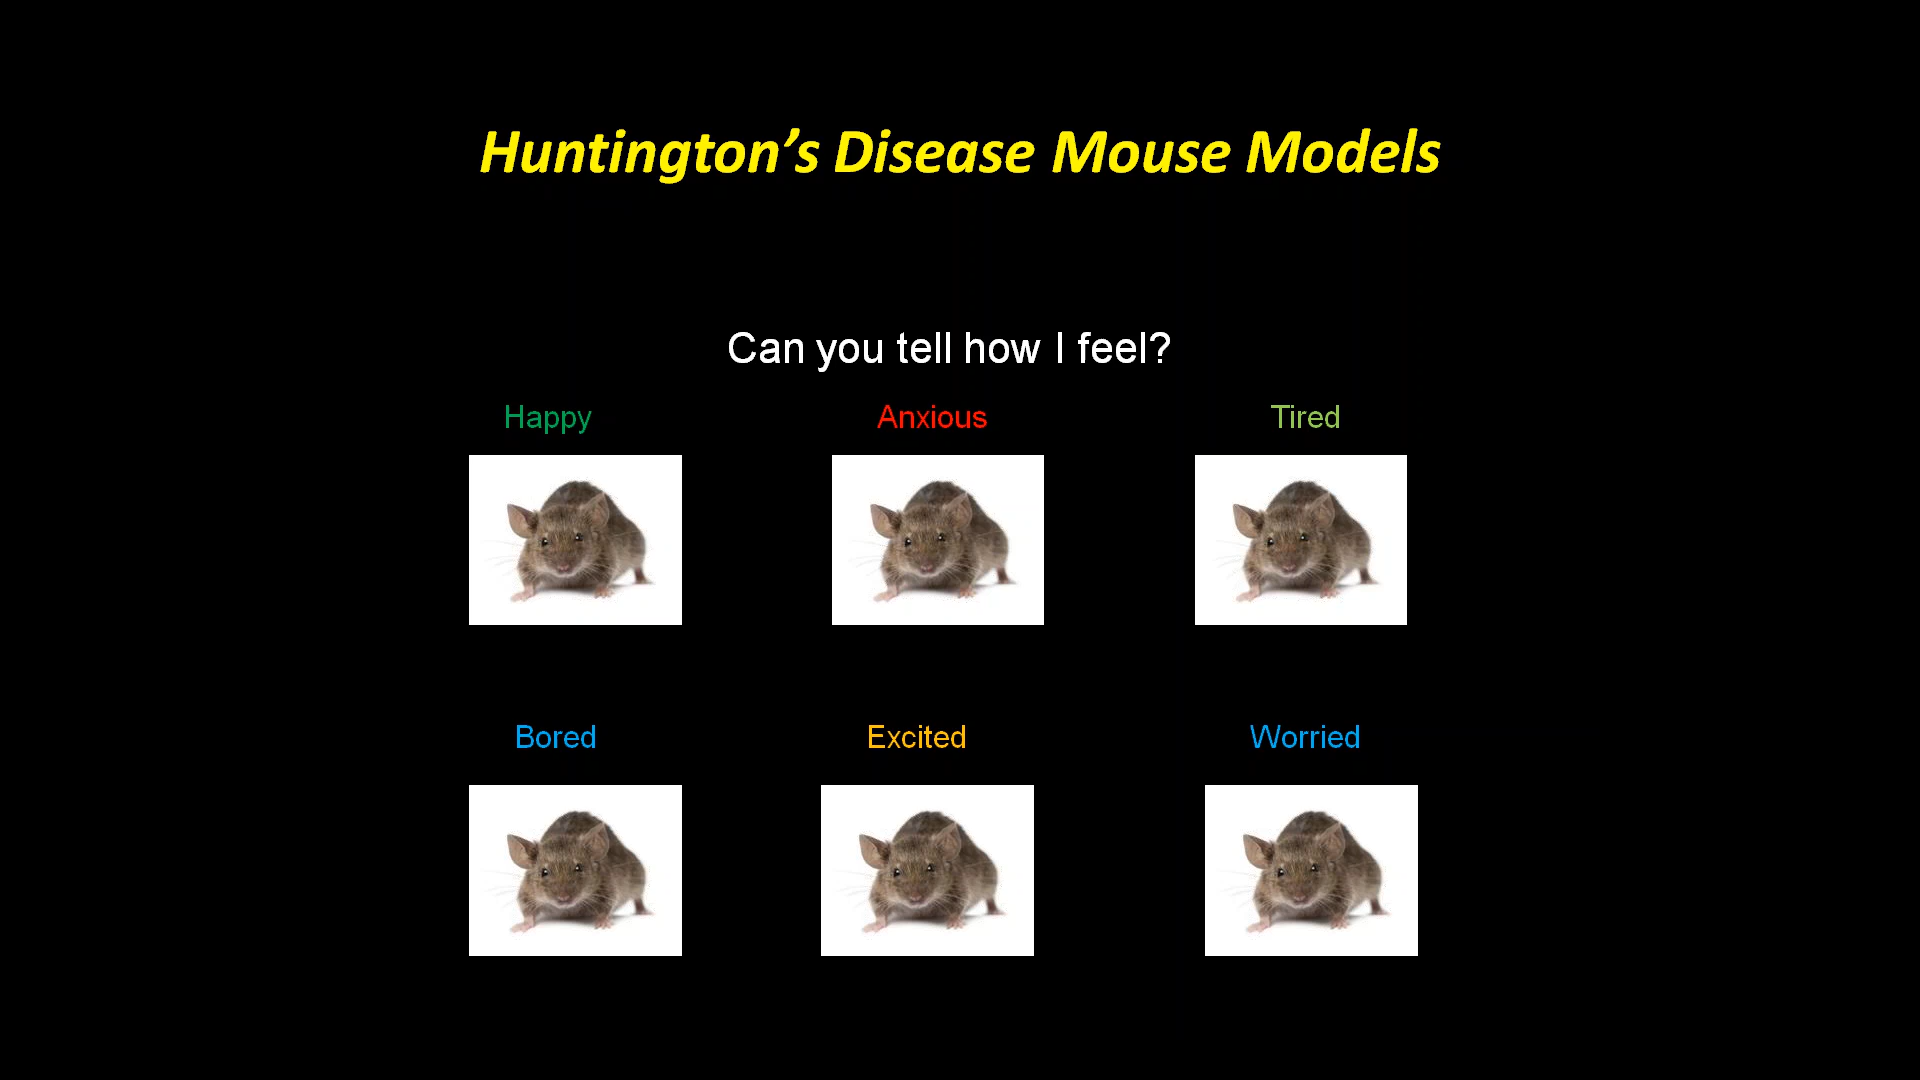 Huntington’s Disease Mouse Models
Can you tell how I feel?
Happy
Anxious
Tired
Bored
Excited
Worried